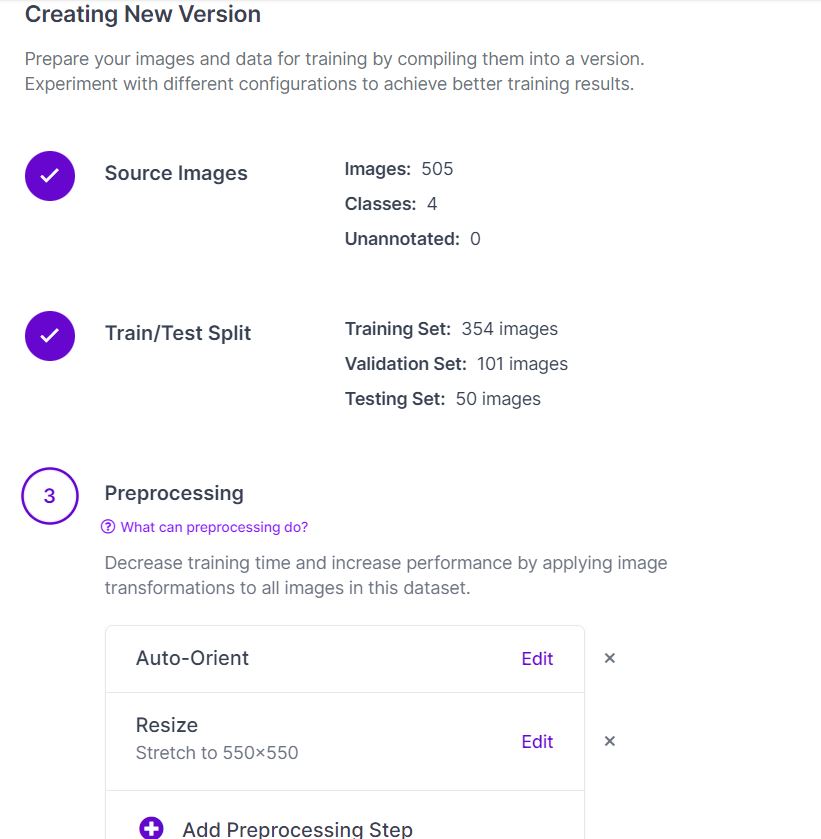 Creating New Version
Prepare your images and data for training by compiling them into a version.
Experiment with different configurations to achieve better training results.
Source Images
Images: 505
Classes: 4
Unannotated: 0
Train/Test Split
Training Set: 354 images
Validation Set: 101 images
Testing Set: 50 images
3
Preprocessing
What can preprocessing do?
Decrease training time and increase performance by applying image
transformations to all images in this dataset.
Auto-Orient Edit ×
Resize
Stretch to 550×550
Edit ×
Add Preprocessing Step